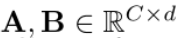 𝐀, 𝐁 ∈ ℝ^{C×d}